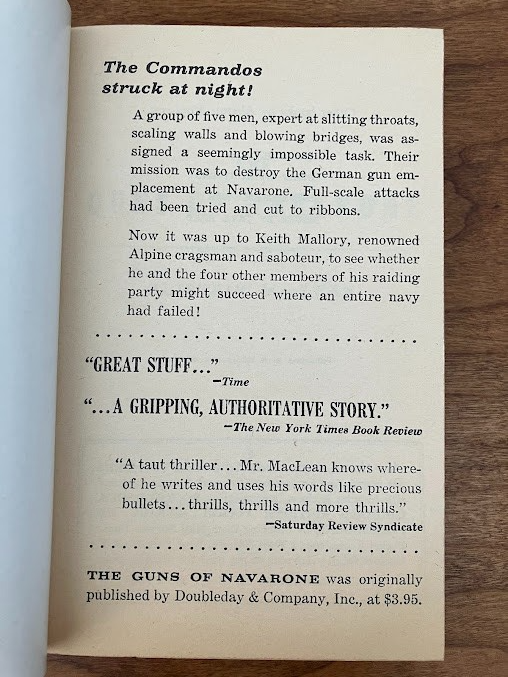 The Commandos
struck at night!
A group of five men, expert at slitting throats,
scaling walls and blowing bridges, was as-
signed a seemingly impossible task. Their
mission was to destroy the German gun em-
placement at Navarone. Full-scale attacks
had been tried and cut to ribbons.
Now it was up to Keith Mallory, renowned
Alpine cragsman and saboteur, to see whether
he and the four other members of his raiding
party might succeed where an entire navy
had failed!
“GREAT STUFF...”
—Time
“...A GRIPPING, AUTHORITATIVE STORY.”
—The New York Times Book Review
“A taut thriller...Mr. MacLean knows where-
of he writes and uses his words like precious
bullets...thrills, thrills and more thrills.”
—Saturday Review Syndicate
THE GUNS OF NAVARONE was originally
published by Doubleday & Company, Inc., at $3.95.